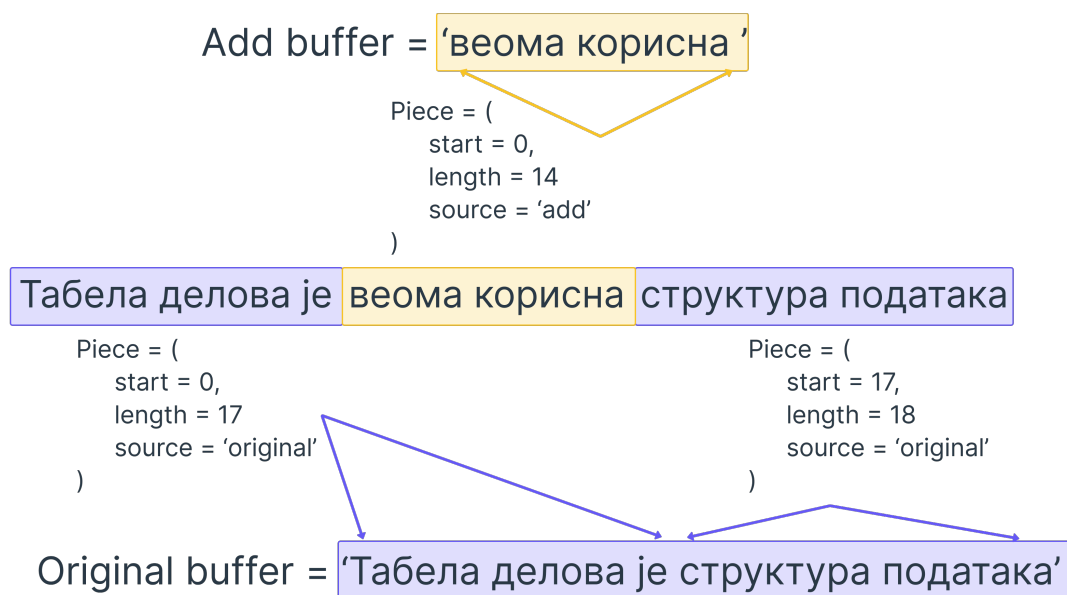 Add buffer = ‘веома корисна ’
Piece = (
start = 0,
length = 14
source = ‘add’
)
Табела делова је веома корисна структура података
Piece = (
start = 0,
length = 17
source = ‘original’
)
Piece = (
start = 17,
length = 18
source = ‘original’
)
Original buffer = ‘Табела делова је структура података’